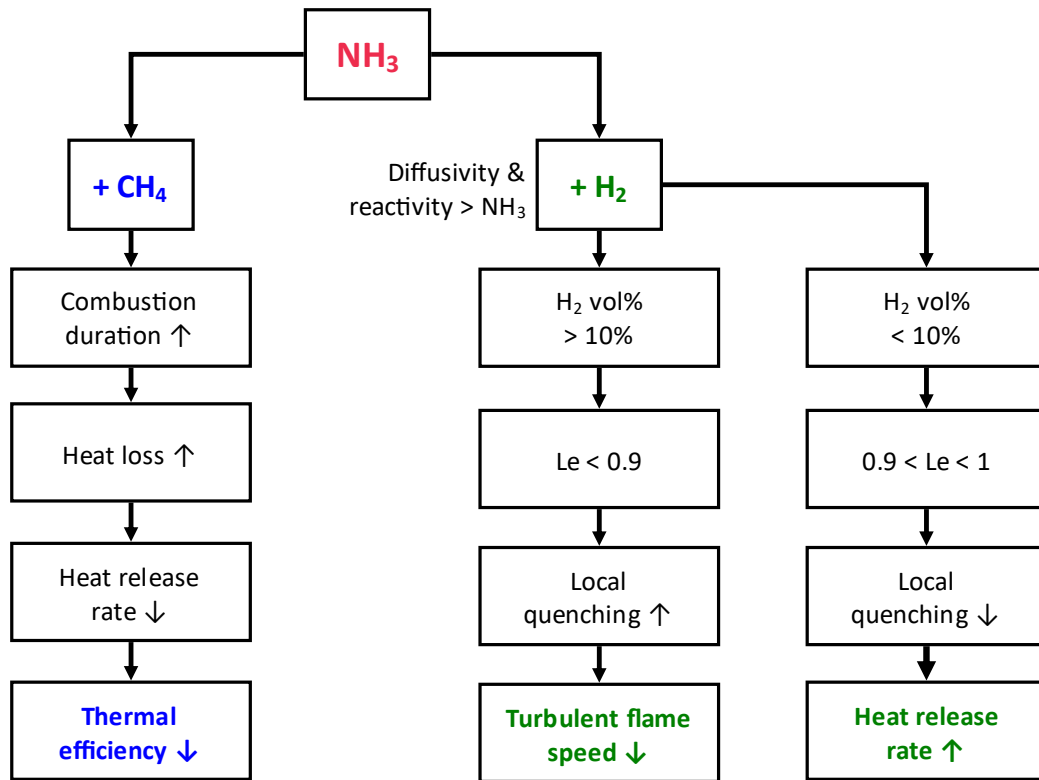 NH₃
+ CH₄
Diffusivity &
reactivity > NH₃
+ H₂
Combustion
duration ↑
H₂ vol%
> 10%
H₂ vol%
< 10%
Heat loss ↑
Le < 0.9
0.9 < Le < 1
Heat release
rate ↓
Local
quenching ↑
Local
quenching ↓
Thermal
efficiency ↓
Turbulent flame
speed ↓
Heat release
rate ↑